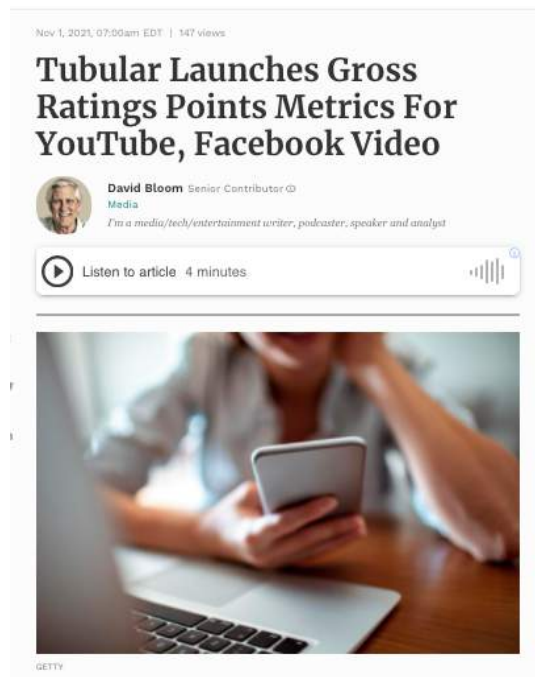 Nov 1, 2021, 07:00am EDT | 147 views
Tubular Launches Gross
Ratings Points Metrics For
YouTube, Facebook Video
David Bloom Senior Contributor
Media
I'm a media/tech/entertainment writer, podcaster, speaker and analyst
Listen to article 4 minutes
GETTY